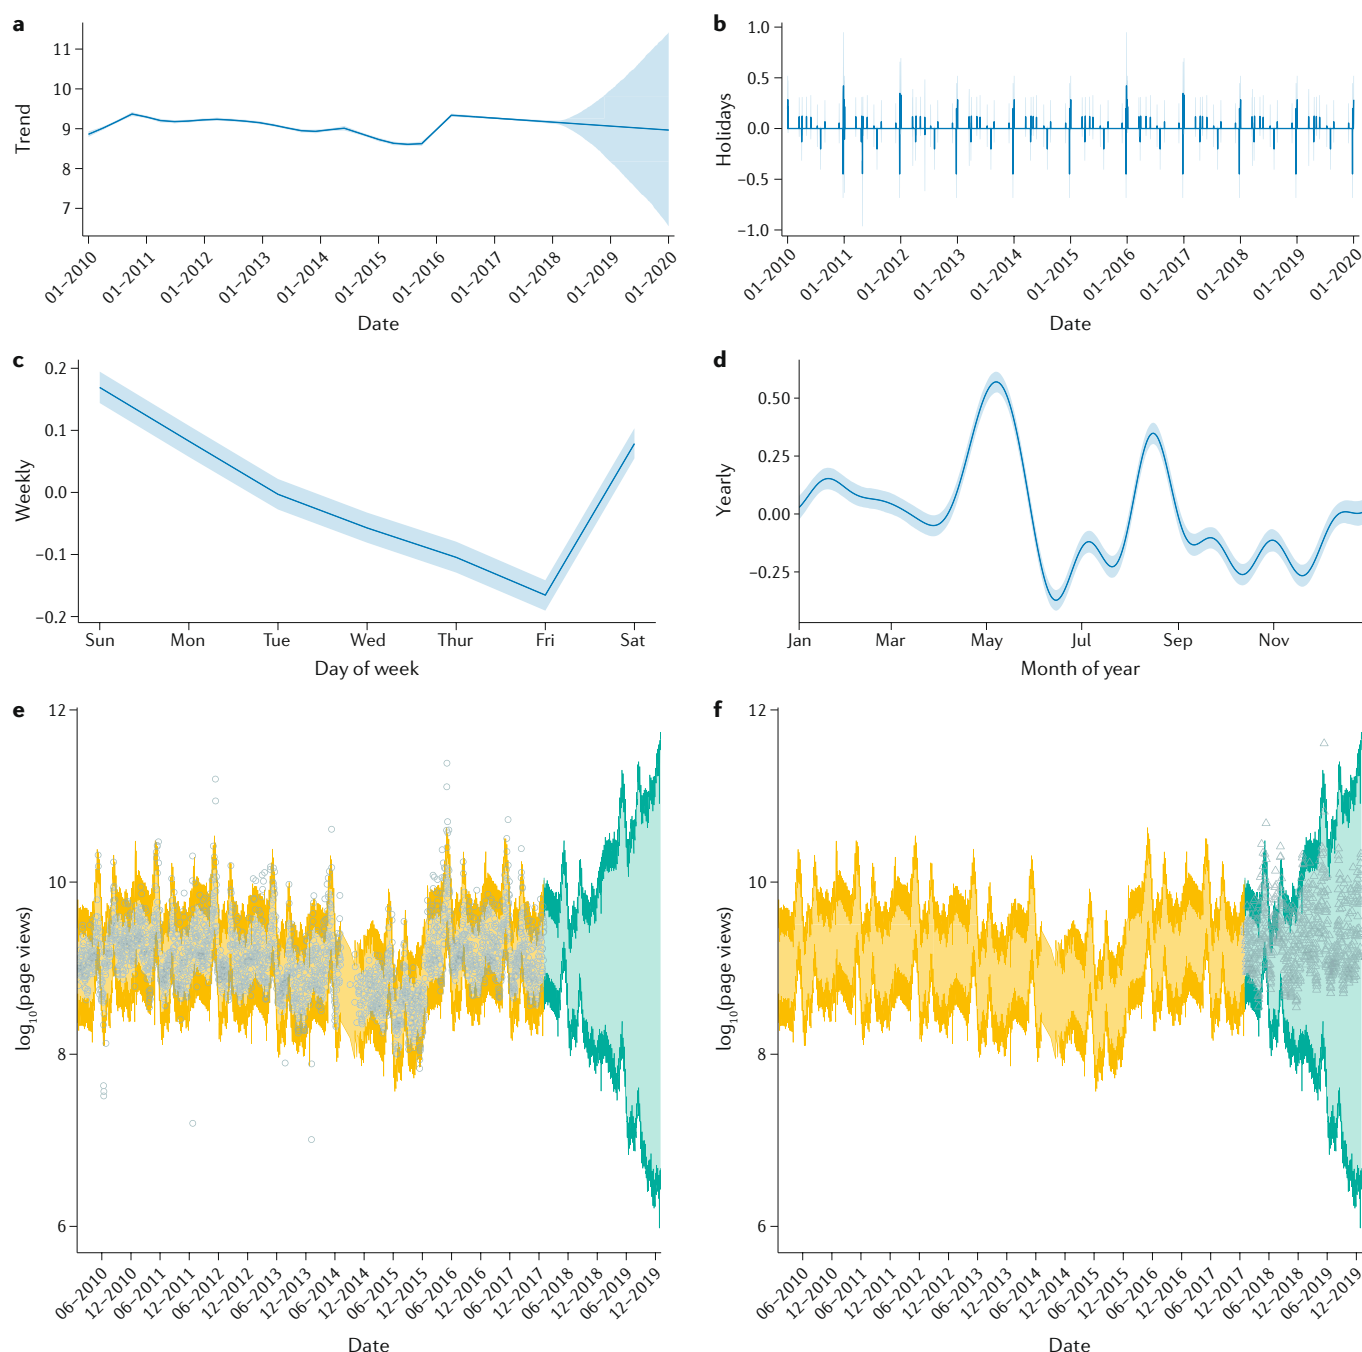 a
Trend
11
10
9
8
7
01–2010
01–2011
01–2012
01–2013
01–2014
01–2015
01–2016
01–2017
01–2018
01–2019
01–2020
Date
b
Holidays
1.0
0.5
0.0
–0.5
–1.0
01–2010
01–2011
01–2012
01–2013
01–2014
01–2015
01–2016
01–2017
01–2018
01–2019
01–2020
Date
c
Weekly
0.2
0.1
0.0
–0.1
–0.2
Sun
Mon
Tue
Wed
Thur
Fri
Sat
Day of week
d
Yearly
0.50
0.25
0.00
–0.25
Jan
Mar
May
Jul
Sep
Nov
Month of year
e
log10(page views)
12
10
8
6
06–2010
12–2010
06–2011
12–2011
06–2012
12–2012
06–2013
12–2013
06–2014
12–2014
06–2015
12–2015
06–2016
12–2016
06–2017
12–2017
06–2018
12–2018
06–2019
12–2019
Date
f
log10(page views)
12
10
8
6
06–2010
12–2010
06–2011
12–2011
06–2012
12–2012
06–2013
12–2013
06–2014
12–2014
06–2015
12–2015
06–2016
12–2016
06–2017
12–2017
06–2018
12–2018
06–2019
12–2019
Date